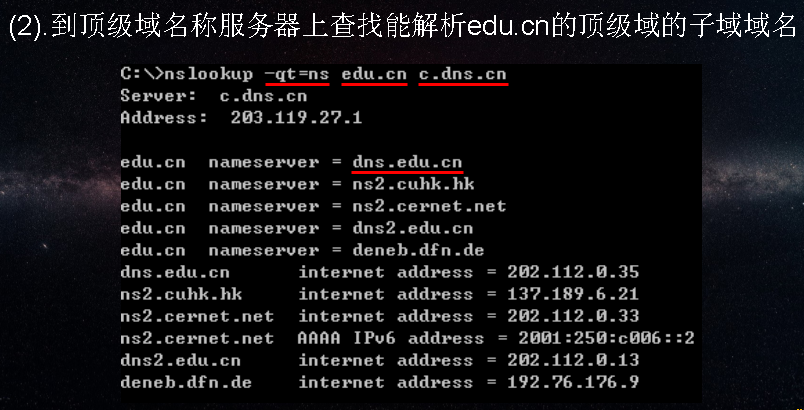 (2).到顶级域名称服务器上查找能解析edu.cn的顶级域的子域域名
C:\>nslookup -qt=ns edu.cn c.dns.cn
Server: c.dns.cn
Address: 203.119.27.1
edu.cn nameserver = dns.edu.cn
edu.cn nameserver = ns2.cuhk.hk
edu.cn nameserver = ns2.cernet.net
edu.cn nameserver = dns2.edu.cn
edu.cn nameserver = deneb.dfn.de
dns.edu.cn internet address = 202.112.0.35
ns2.cuhk.hk internet address = 137.189.6.21
ns2.cernet.net internet address = 202.112.0.33
ns2.cernet.net AAAA IPv6 address = 2001:250:c006::2
dns2.edu.cn internet address = 202.112.0.13
deneb.dfn.de internet address = 192.76.176.9